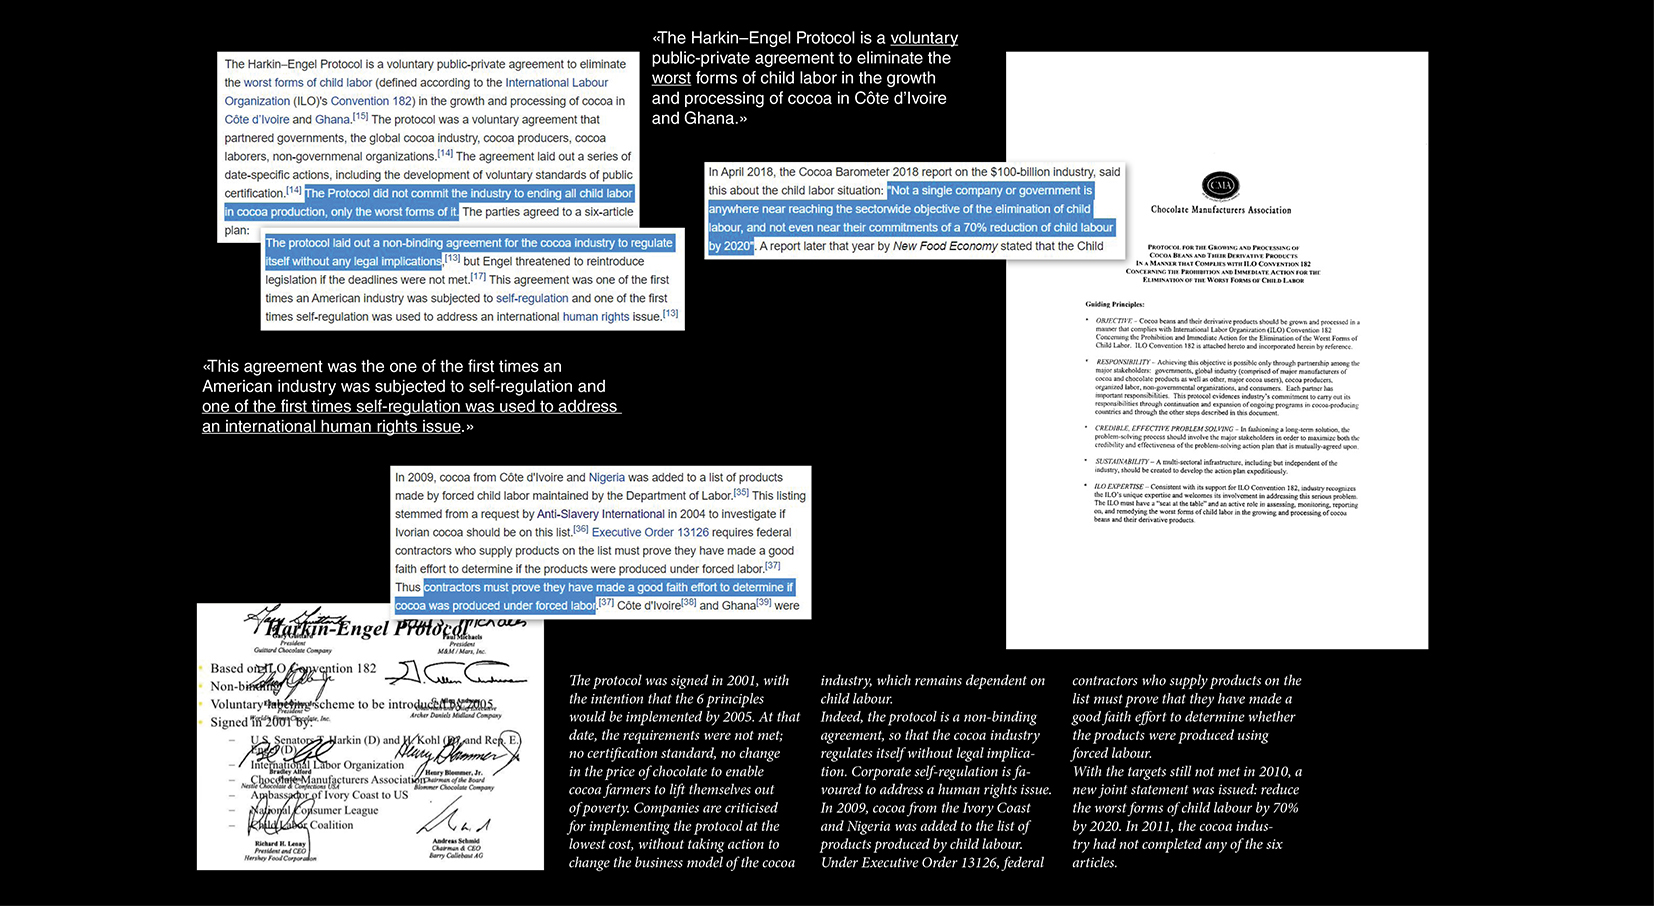 The Harkin–Engel Protocol is a voluntary public-private agreement to eliminate
the worst forms of child labor (defined according to the International Labour
Organization (ILO)'s Convention 182) in the growth and processing of cocoa in
Côte d'Ivoire and Ghana.[15] The protocol was a voluntary agreement that
partnered governments, the global cocoa industry, cocoa producers, cocoa
laborers, non-governmenal organizations.[14] The agreement laid out a series of
date-specific actions, including the development of voluntary standards of public
certification.[14] The Protocol did not commit the industry to ending all child labor
in cocoa production, only the worst forms of it. The parties agreed to a six-article
plan:
The protocol laid out a non-binding agreement for the cocoa industry to regulate
itself without any legal implications,[13] but Engel threatened to reintroduce
legislation if the deadlines were not met.[17] This agreement was one of the first
times an American industry was subjected to self-regulation and one of the first
times self-regulation was used to address an international human rights issue.[13]
«The Harkin–Engel Protocol is a voluntary
public-private agreement to eliminate the
worst forms of child labor in the growth
and processing of cocoa in Côte d'Ivoire
and Ghana.»
In April 2018, the Cocoa Barometer 2018 report on the $100-billion industry, said
this about the child labor situation: "Not a single company or government is
anywhere near reaching the sectorwide objective of the elimination of child
labour, and not even near their commitments of a 70% reduction of child labour
by 2020". A report later that year by New Food Economy stated that the Child
CMA
Chocolate Manufacturers Association
PROTOCOL FOR THE GROWING AND PROCESSING OF
COCOA BEANS AND THEIR DERIVATIVE PRODUCTS
IN A MANNER THAT COMPLIES WITH ILO CONVENTION 182
CONCERNING THE PROHIBITION AND IMMEDIATE ACTION FOR THE
ELIMINATION OF THE WORST FORMS OF CHILD LABOR
Guiding Principles:
• OBJECTIVE – Cocoa beans and their derivative products should be grown and processed in a
manner that complies with International Labor Organization (ILO) Convention 182
Concerning the Prohibition and Immediate Action for the Elimination of the Worst Forms of
Child Labor. ILO Convention 182 is attached hereto and incorporated herein by reference.
• RESPONSIBILITY – Achieving this objective is possible only through partnership among the
major stakeholders: governments, global industry (comprised of major manufacturers of
cocoa and chocolate products as well as other, major cocoa users), cocoa producers,
organized labor, non-governmental organizations, and consumers. Each partner has
important responsibilities. This protocol evidences industry's commitment to carry out its
responsibilities through continuation and expansion of ongoing programs in cocoa-producing
countries and through the other steps described in this document.
• CREDIBLE, EFFECTIVE PROBLEM SOLVING – In fashioning a long-term solution, the
problem-solving process should involve the major stakeholders in order to maximize both the
credibility and effectiveness of the problem-solving action plan that is mutually-agreed upon.
• SUSTAINABILITY – A multi-sectoral infrastructure, including but independent of the
industry, should be created to develop the action plan expeditiously.
• ILO EXPERTISE – Consistent with its support for ILO Convention 182, industry recognizes
the ILO's unique expertise and welcomes its involvement in addressing this serious problem.
The ILO must have a "seat at the table" and an active role in assessing, monitoring, reporting
on, and remedying the worst forms of child labor in the growing and processing of cocoa
beans and their derivative products.
«This agreement was the one of the first times an
American industry was subjected to self-regulation and
one of the first times self-regulation was used to address
an international human rights issue.»
In 2009, cocoa from Côte d'Ivoire and Nigeria was added to a list of products
made by forced child labor maintained by the Department of Labor.[35] This listing
stemmed from a request by Anti-Slavery International in 2004 to investigate if
Ivorian cocoa should be on this list.[36] Executive Order 13126 requires federal
contractors who supply products on the list must prove they have made a good
faith effort to determine if the products were produced under forced labor.[37]
Thus contractors must prove they have made a good faith effort to determine if
cocoa was produced under forced labor.[37] Côte d'Ivoire[38] and Ghana[39] were
Harkin-Engel Protocol
Gary Guittard
President
Guittard Chocolate Company
Paul Michaels
President
M&M / Mars, Inc.
• Based on ILO Convention 182
• Non-binding
• Voluntary labeling scheme to be introduced by 2005
• Signed in 2001 by:
World's Chocolate, Inc.
Chairman and Chief Executive
Archer Daniels Midland Company
– U.S. Senators T. Harkin (D) and H. Kohl (D) and Rep. E.
Engel (D)
– International Labor Organization
– Chocolate Manufacturers Association
– Ambassador of Ivory Coast to US
– National Consumer League
– Child Labor Coalition
Bradley Alford
Nestle Chocolate & Confections USA
Henry Blommer, Jr.
Chairman of the Board
Blommer Chocolate Company
Richard H. Lenny
President and CEO
Hershey Food Corporation
Andreas Schmid
Chairman & CEO
Barry Callebaut AG
The protocol was signed in 2001, with
the intention that the 6 principles
would be implemented by 2005. At that
date, the requirements were not met;
no certification standard, no change
in the price of chocolate to enable
cocoa farmers to lift themselves out
of poverty. Companies are criticised
for implementing the protocol at the
lowest cost, without taking action to
change the business model of the cocoa
industry, which remains dependent on
child labour.
Indeed, the protocol is a non-binding
agreement, so that the cocoa industry
regulates itself without legal implica-
tion. Corporate self-regulation is fa-
voured to address a human rights issue.
In 2009, cocoa from the Ivory Coast
and Nigeria was added to the list of
products produced by child labour.
Under Executive Order 13126, federal
contractors who supply products on the
list must prove that they have made a
good faith effort to determine whether
the products were produced using
forced labour.
With the targets still not met in 2010, a
new joint statement was issued: reduce
the worst forms of child labour by 70%
by 2020. In 2011, the cocoa indus-
try had not completed any of the six
articles.